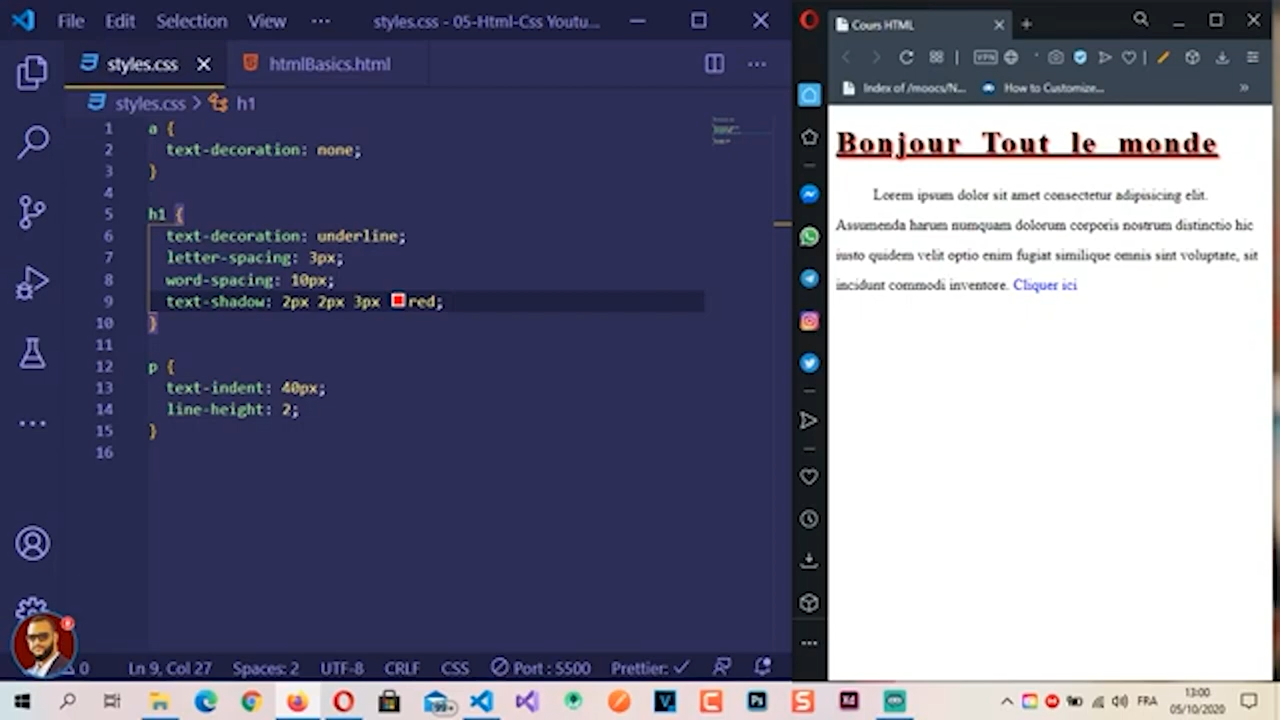 File Edit Selection View ··· styles.css - 05-Html-Css Youtu...
styles.css htmlBasics.html
styles.css > h1
1 a {
2 text-decoration: none;
3 }
4
5 h1 {
6 text-decoration: underline;
7 letter-spacing: 3px;
8 word-spacing: 10px;
9 text-shadow: 2px 2px 3px red;
10 }
11
12 p {
13 text-indent: 40px;
14 line-height: 2;
15 }
16
0 Ln 9, Col 27 Spaces: 2 UTF-8 CRLF CSS Port : 5500 Prettier: ✓
Cours HTML
VPN
Index of /moocs/N... How to Customize... »
Bonjour Tout le monde
Lorem ipsum dolor sit amet consectetur adipisicing elit.
Assumenda harum numquam dolorum corporis nostrum distinctio hic
iusto quidem velit optio enim fugiat similique omnis sint voluptate, sit
incidunt commodi inventore. Cliquer ici
99+
FRA
13:00
05/10/2020